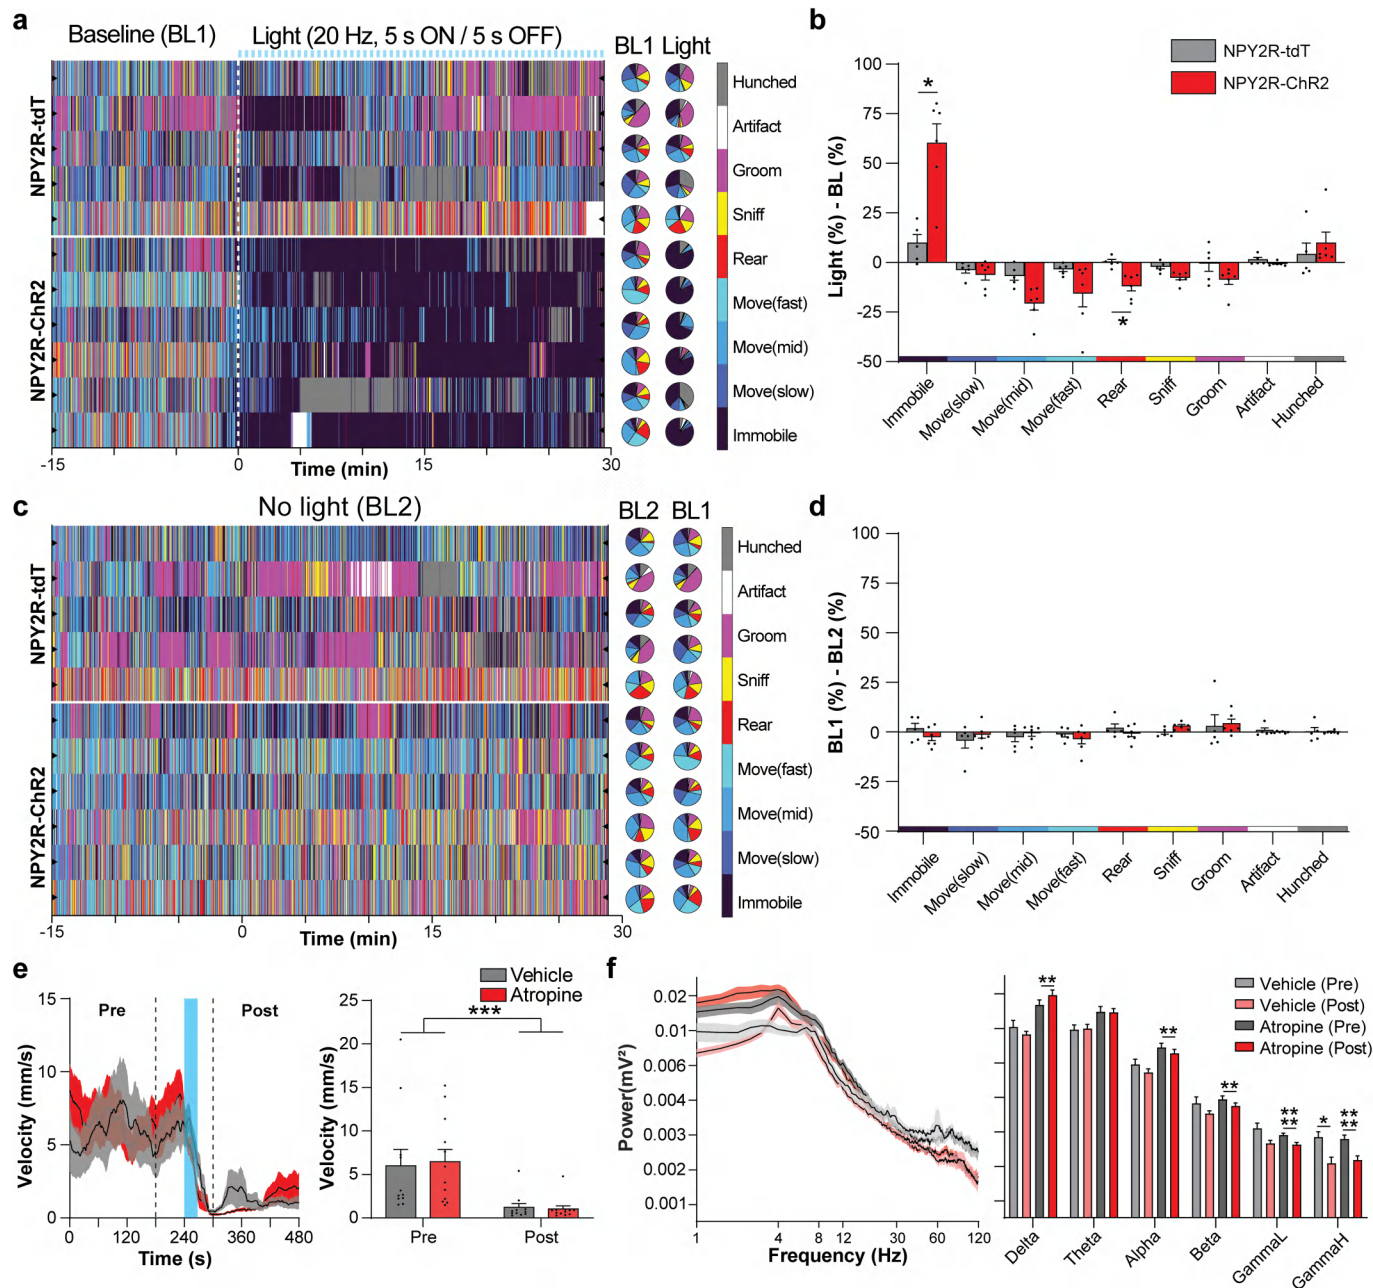 a
Baseline (BL1)
Light (20 Hz, 5 s ON / 5 s OFF)
BL1 Light
NPY2R-tdT
NPY2R-ChR2
Hunched
Artifact
Groom
Sniff
Rear
Move(fast)
Move(mid)
Move(slow)
Immobile
-15 0 15 30
Time (min)
b
NPY2R-tdT
NPY2R-ChR2
Light (%) - BL (%)
100
75
50
25
0
-25
-50
*
*
Immobile Move(slow) Move(mid) Move(fast) Rear Sniff Groom Artifact Hunched
c
No light (BL2)
BL2 BL1
NPY2R-tdT
NPY2R-ChR2
Hunched
Artifact
Groom
Sniff
Rear
Move(fast)
Move(mid)
Move(slow)
Immobile
-15 0 15 30
Time (min)
d
BL1 (%) - BL2 (%)
100
75
50
25
0
-25
-50
Immobile Move(slow) Move(mid) Move(fast) Rear Sniff Groom Artifact Hunched
e
Velocity (mm/s)
15
10
5
0
Pre Post
0 120 240 360 480
Time (s)
Vehicle
Atropine
Velocity (mm/s)
25
20
15
10
5
0
***
Pre Post
f
Power(mV²)
0.02
0.01
0.006
0.004
0.003
0.002
0.001
1 4 8 12 30 60 120
Frequency (Hz)
Vehicle (Pre)
Vehicle (Post)
Atropine (Pre)
Atropine (Post)
**
**
**
**
**
*
**
**
Delta Theta Alpha Beta GammaL GammaH